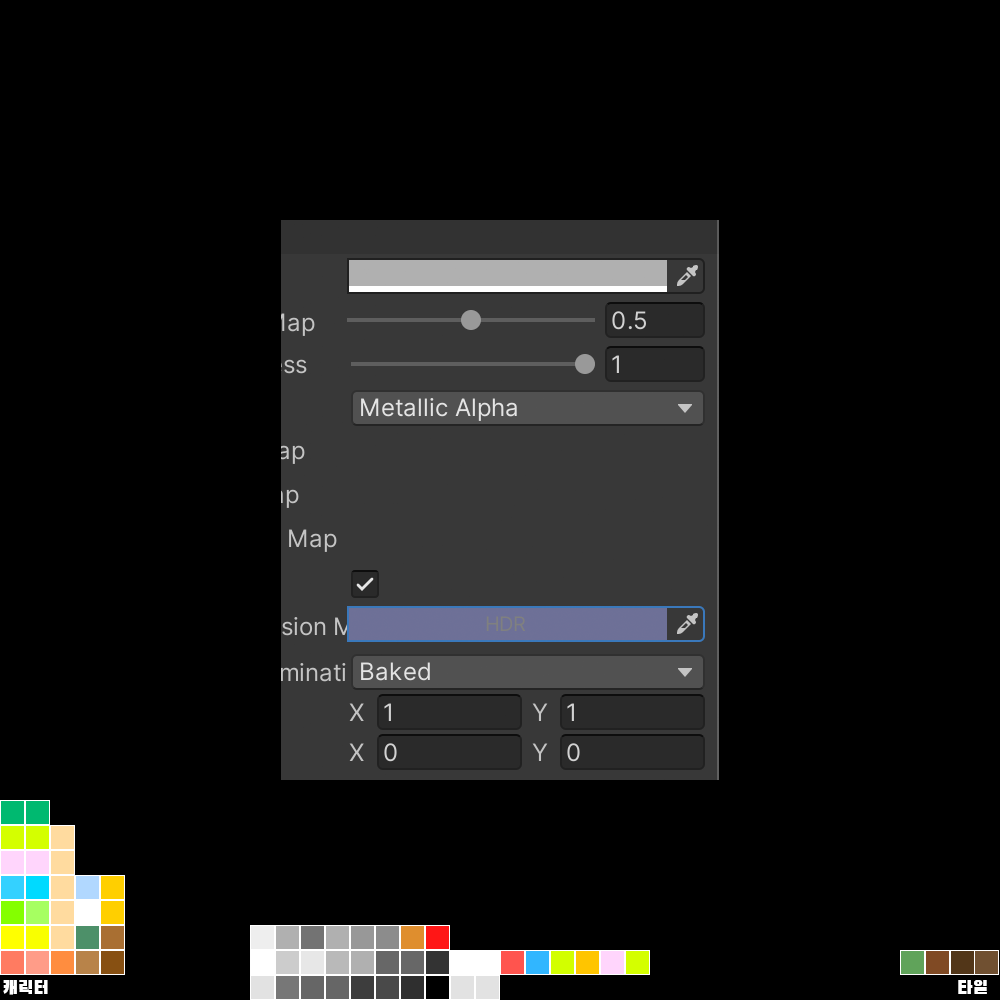 Map 0.5
ess 1
Metallic Alpha
ap
p
Map
sion M HDR
minati Baked
X 1 Y 1
X 0 Y 0
캐릭터
타일